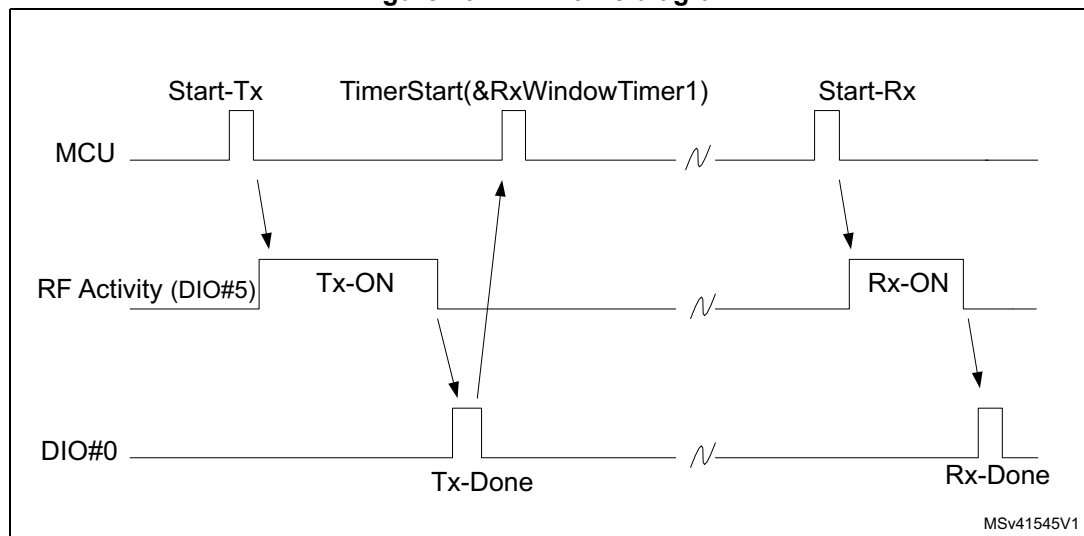 Start-Tx TimerStart(&RxWindowTimer1) Start-Rx
MCU
RF Activity (DIO#5) Tx-ON Rx-ON
DIO#0
Tx-Done Rx-Done
MSv41545V1